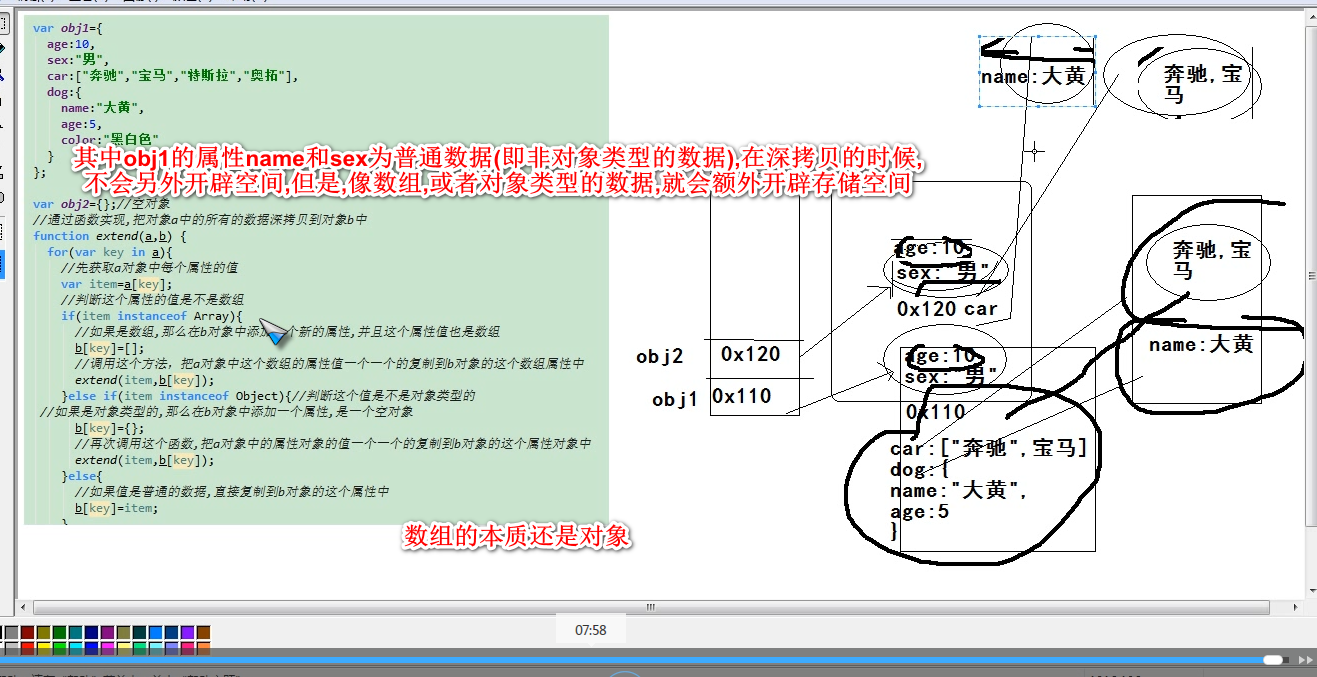 var obj1={
age:10,
sex:"男",
car:["奔驰","宝马","特斯拉","奥拓"],
dog:{
name:"大黄",
age:5,
color:"黑白色"
}
};
其中obj1的属性name和sex为普通数据(即非对象类型的数据),在深拷贝的时候,
不会另外开辟空间,但是,像数组,或者对象类型的数据,就会额外开辟存储空间
var obj2={};//空对象
//通过函数实现,把对象a中的所有的数据深拷贝到对象b中
function extend(a,b) {
for(var key in a){
//先获取a对象中每个属性的值
var item=a[key];
//判断这个属性的值是不是数组
if(item instanceof Array){
//如果是数组,那么在b对象中添加个新的属性,并且这个属性值也是数组
b[key]=[];
//调用这个方法，把a对象中这个数组的属性值一个一个的复制到b对象的这个数组属性中
extend(item,b[key]);
}else if(item instanceof Object){//判断这个值是不是对象类型的
//如果是对象类型的,那么在b对象中添加一个属性,是一个空对象
b[key]={};
//再次调用这个函数,把a对象中的属性对象的值一个一个的复制到b对象的这个属性对象中
extend(item,b[key]);
}else{
//如果值是普通的数据,直接复制到b对象的这个属性中
b[key]=item;
}
数组的本质还是对象
name:大黄
奔驰,宝
马
age:10
sex:"男"
0x120 car
奔驰,宝
马
name:大黄
obj2
0x120
obj1
0x110
age:10
sex:"男"
0x110
car:["奔驰",宝马]
dog:{
name:"大黄",
age:5
}
07:58